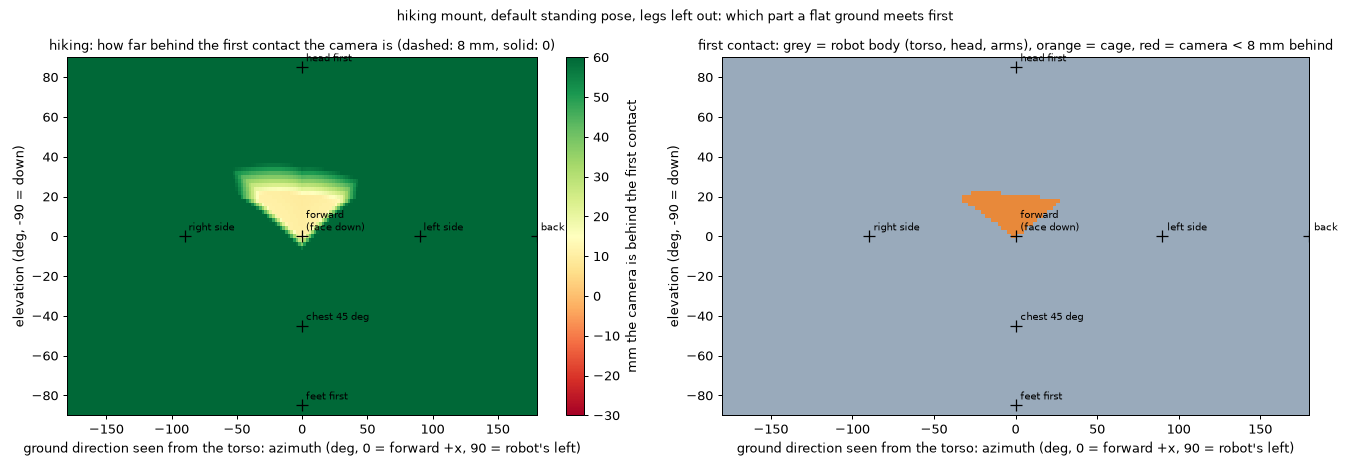 hiking mount, default standing pose, legs left out: which part a flat ground meets first
hiking: how far behind the first contact the camera is (dashed: 8 mm, solid: 0)
head first
forward
(face down)
right side
left side
back
chest 45 deg
feet first
80
60
40
20
0
−20
−40
−60
−80
−150
−100
−50
0
50
100
150
elevation (deg, -90 = down)
ground direction seen from the torso: azimuth (deg, 0 = forward +x, 90 = robot's left)
60
50
40
30
20
10
0
−10
−20
−30
mm the camera is behind the first contact
first contact: grey = robot body (torso, head, arms), orange = cage, red = camera < 8 mm behind
head first
forward
(face down)
right side
left side
back
chest 45 deg
feet first
80
60
40
20
0
−20
−40
−60
−80
−150
−100
−50
0
50
100
150
elevation (deg, -90 = down)
ground direction seen from the torso: azimuth (deg, 0 = forward +x, 90 = robot's left)